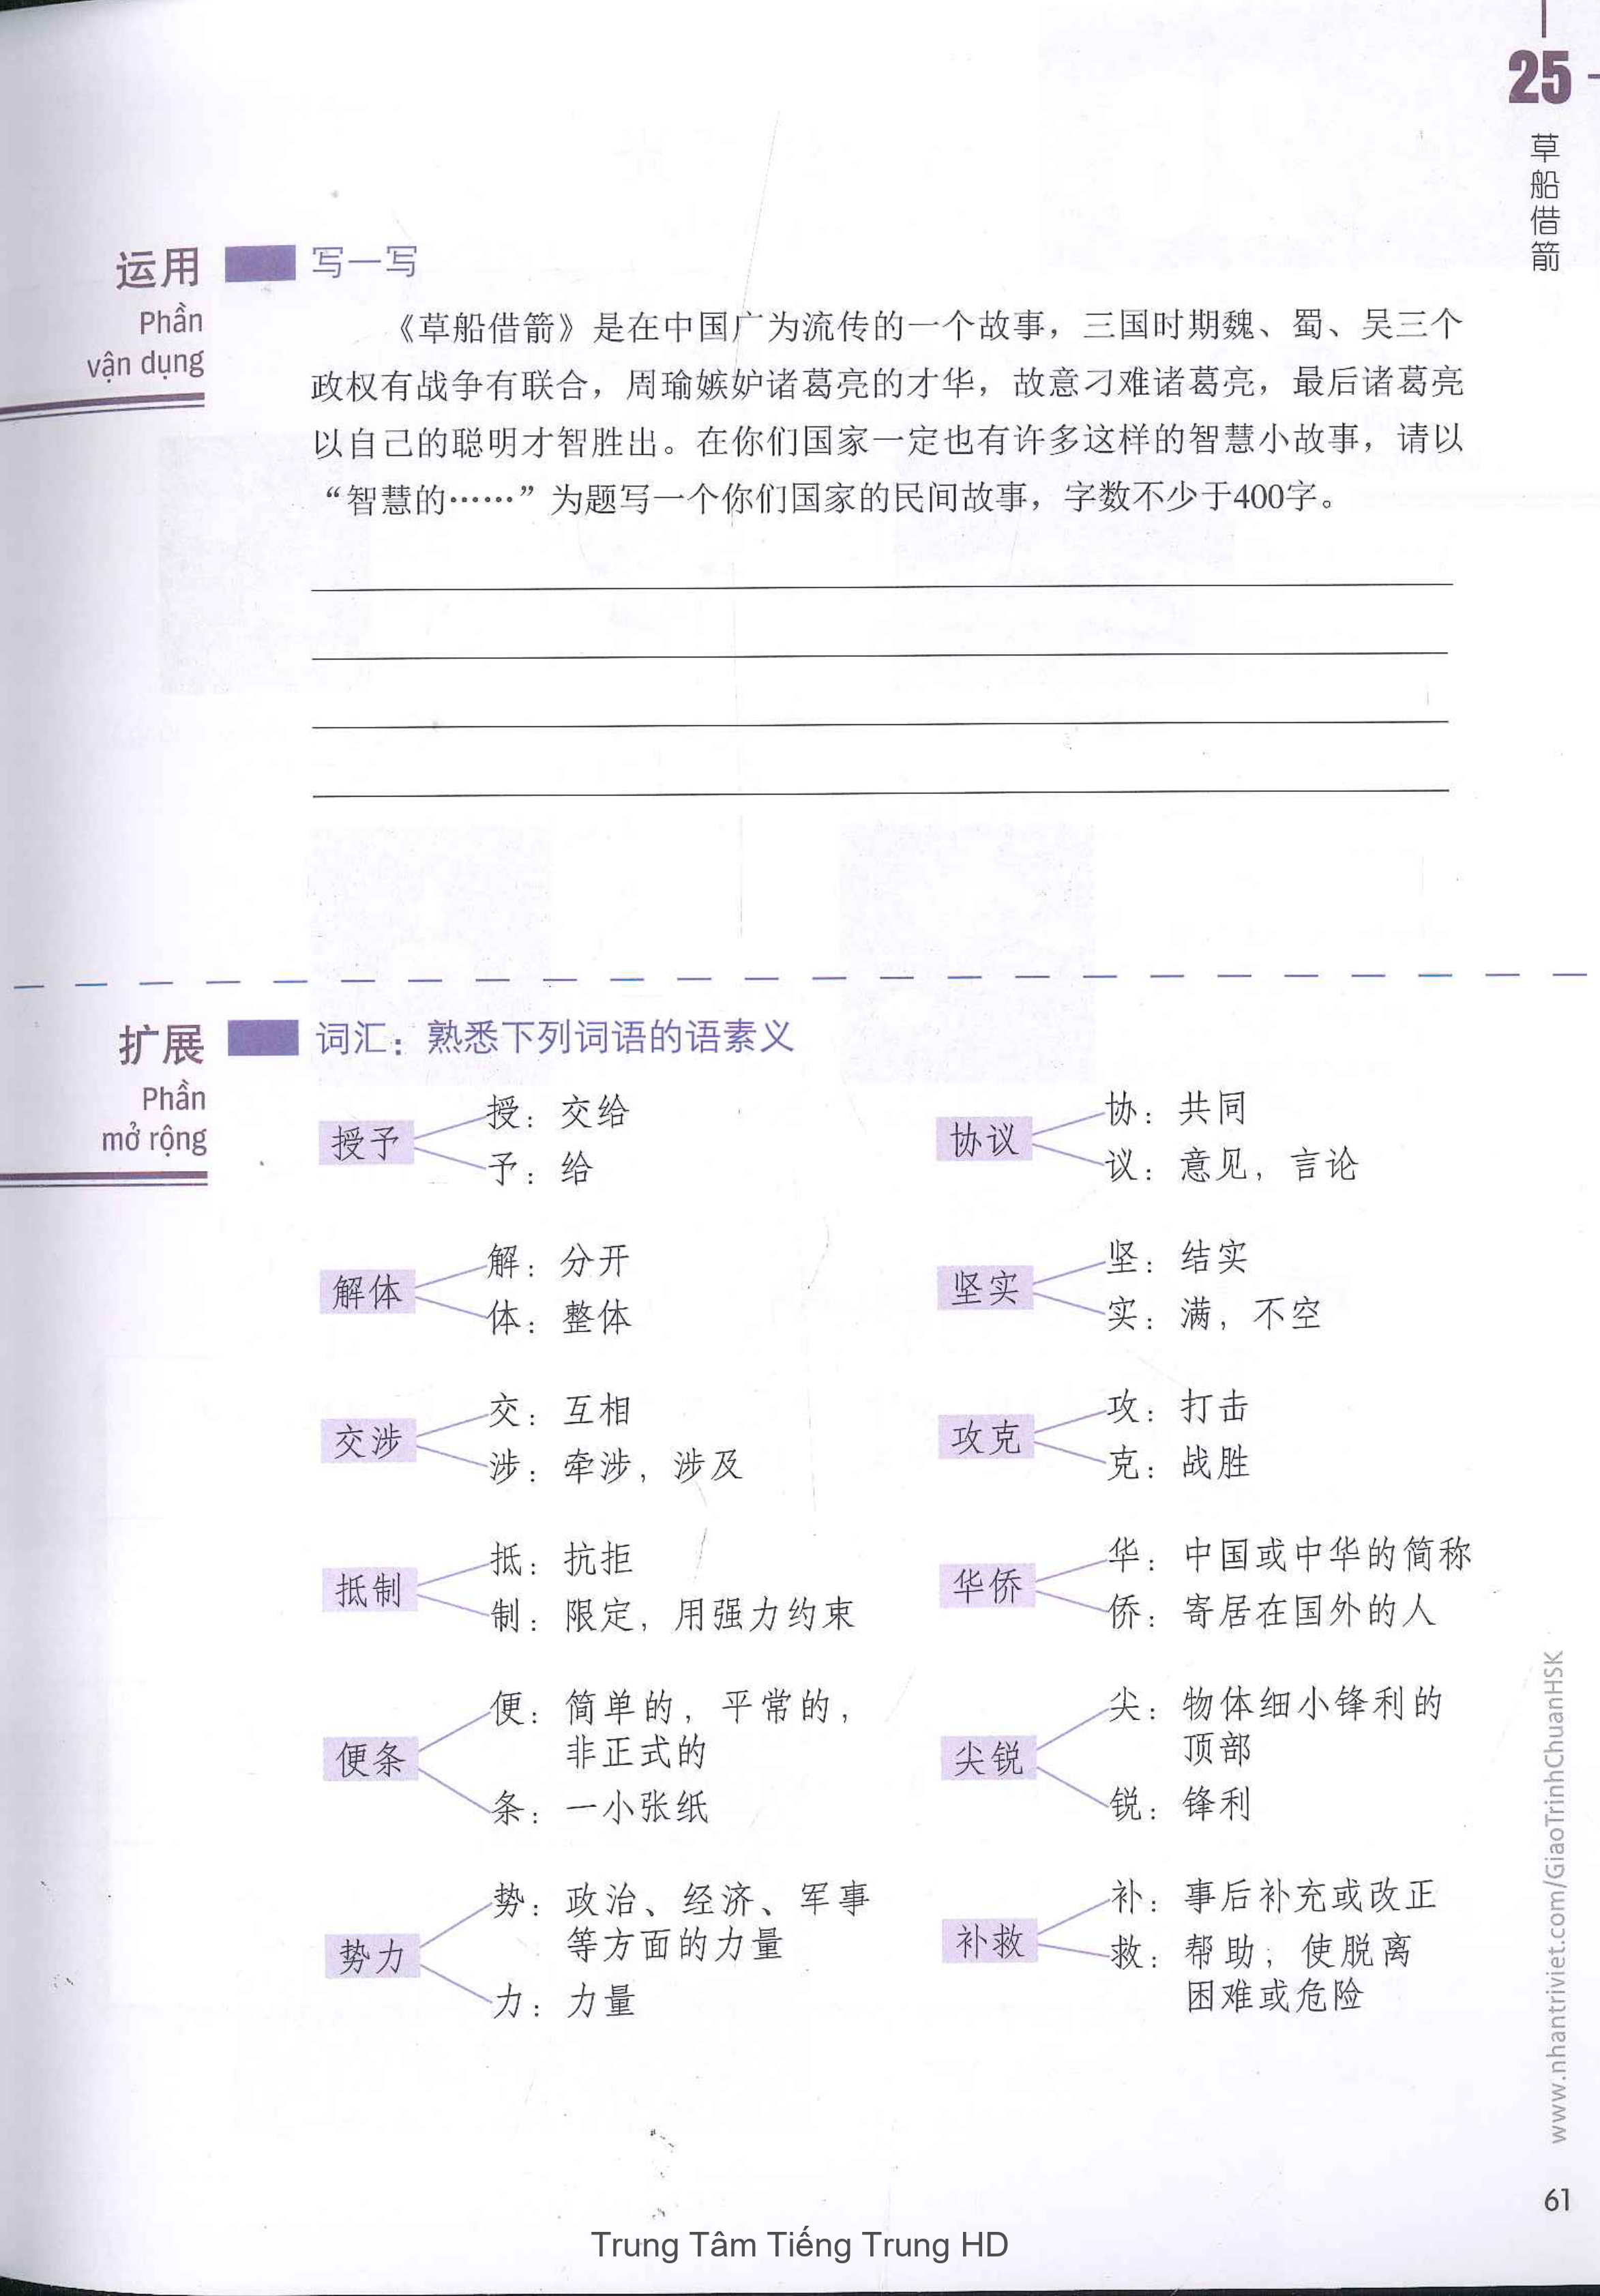 25
草船借箭
运用
Phần
vận dụng
写一写
《草船借箭》是在中国广为流传的一个故事，三国时期魏、蜀、吴三个
政权有战争有联合，周瑜嫉妒诸葛亮的才华，故意刁难诸葛亮，最后诸葛亮
以自己的聪明才智胜出。在你们国家一定也有许多这样的智慧小故事，请以
“智慧的……”为题写一个你们国家的民间故事，字数不少于400字。
扩展
Phần
mở rộng
词汇：熟悉下列词语的语素义
授予
授：交给
予：给
协议
协：共同
议：意见，言论
解体
解：分开
体：整体
坚实
坚：结实
实：满，不空
交涉
交：互相
涉：牵涉，涉及
攻克
攻：打击
克：战胜
抵制
抵：抗拒
制：限定，用强力约束
华侨
华：中国或中华的简称
侨：寄居在国外的人
便条
便：简单的，平常的，
非正式的
条：一小张纸
尖锐
尖：物体细小锋利的
顶部
锐：锋利
势力
势：政治、经济、军事
等方面的力量
力：力量
补救
补：事后补充或改正
救：帮助；使脱离
困难或危险
www.nhantriviet.com/GiaoTrinhChuanHSK
61
Trung Tâm Tiếng Trung HD